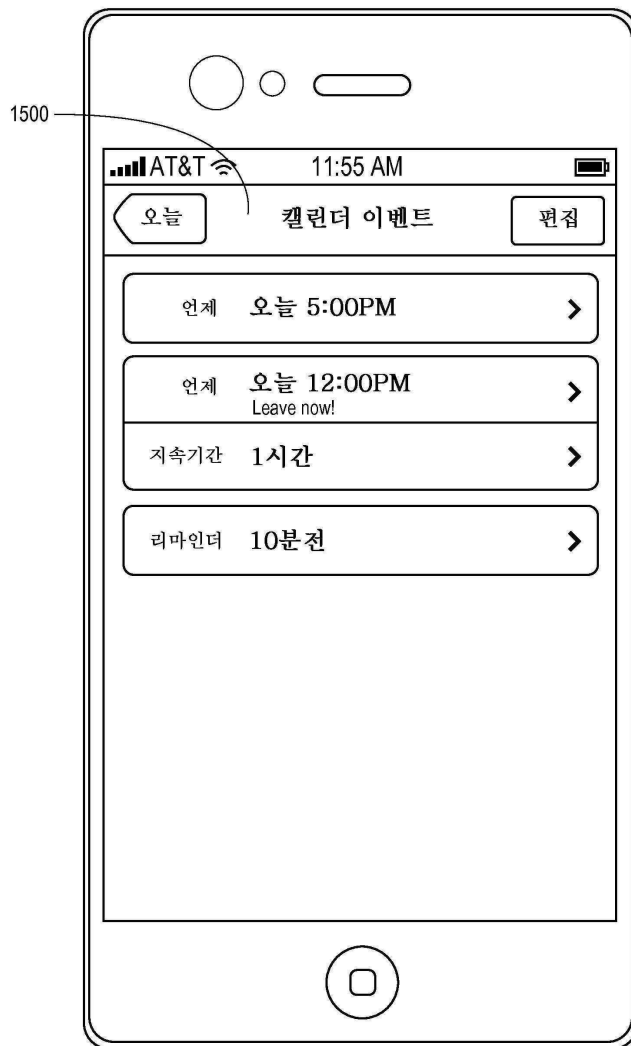 1500
AT&T 11:55 AM
오늘 캘린더 이벤트 편집
언제 오늘 5:00PM
언제 오늘 12:00PM
Leave now!
지속기간 1시간
리마인더 10분전